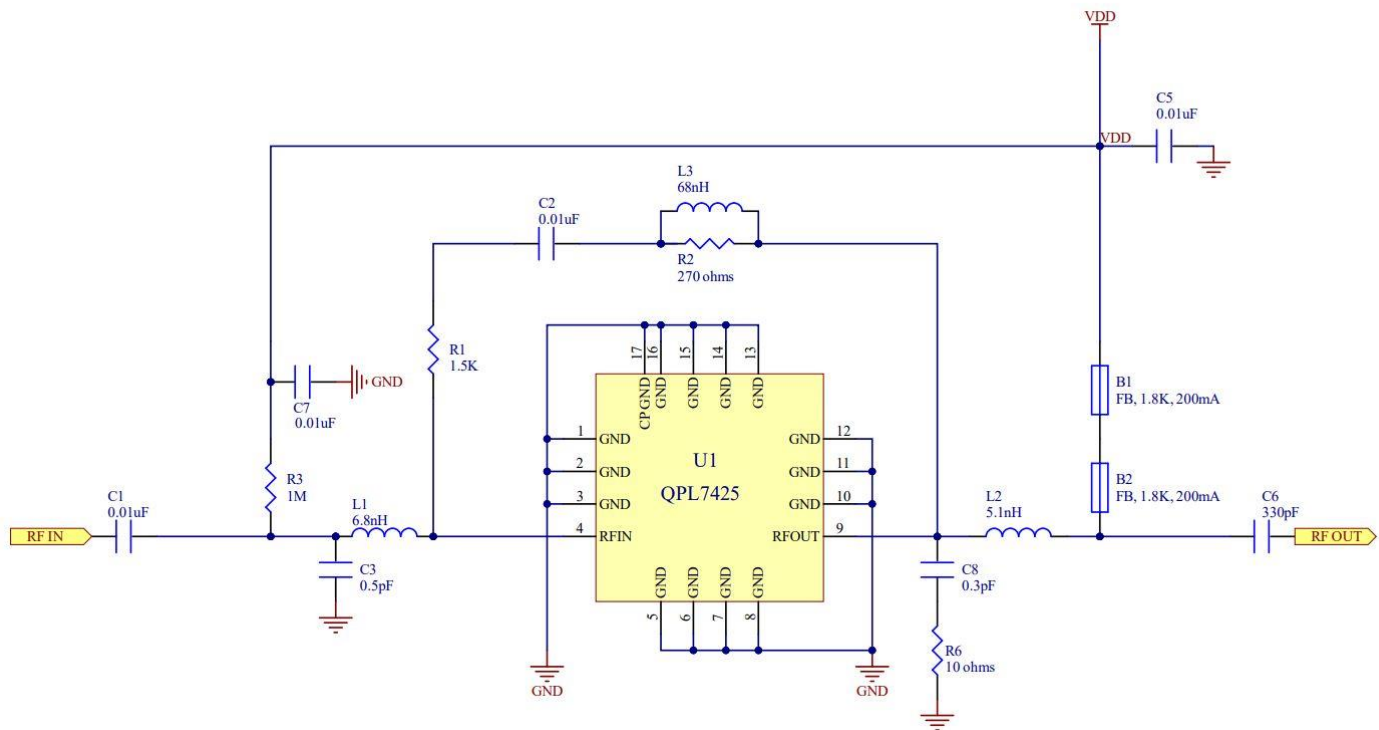 VDD
C5
0.01uF
VDD
L3
68nH
C2
0.01uF
R2
270 ohms
R1
1.5K
C7
0.01uF
GND
17
16
15
14
13
CP GND
GND
GND
GND
GND
B1
FB, 1.8K, 200mA
1
GND
GND
12
2
GND
GND
11
3
GND
GND
10
4
RFIN
RFOUT
9
U1
QPL7425
R3
1M
B2
FB, 1.8K, 200mA
C1
0.01uF
L1
6.8nH
L2
5.1nH
C6
330pF
RF IN
RF OUT
C3
0.5pF
GND
GND
GND
GND
5
6
7
8
C8
0.3pF
R6
10 ohms
GND
GND